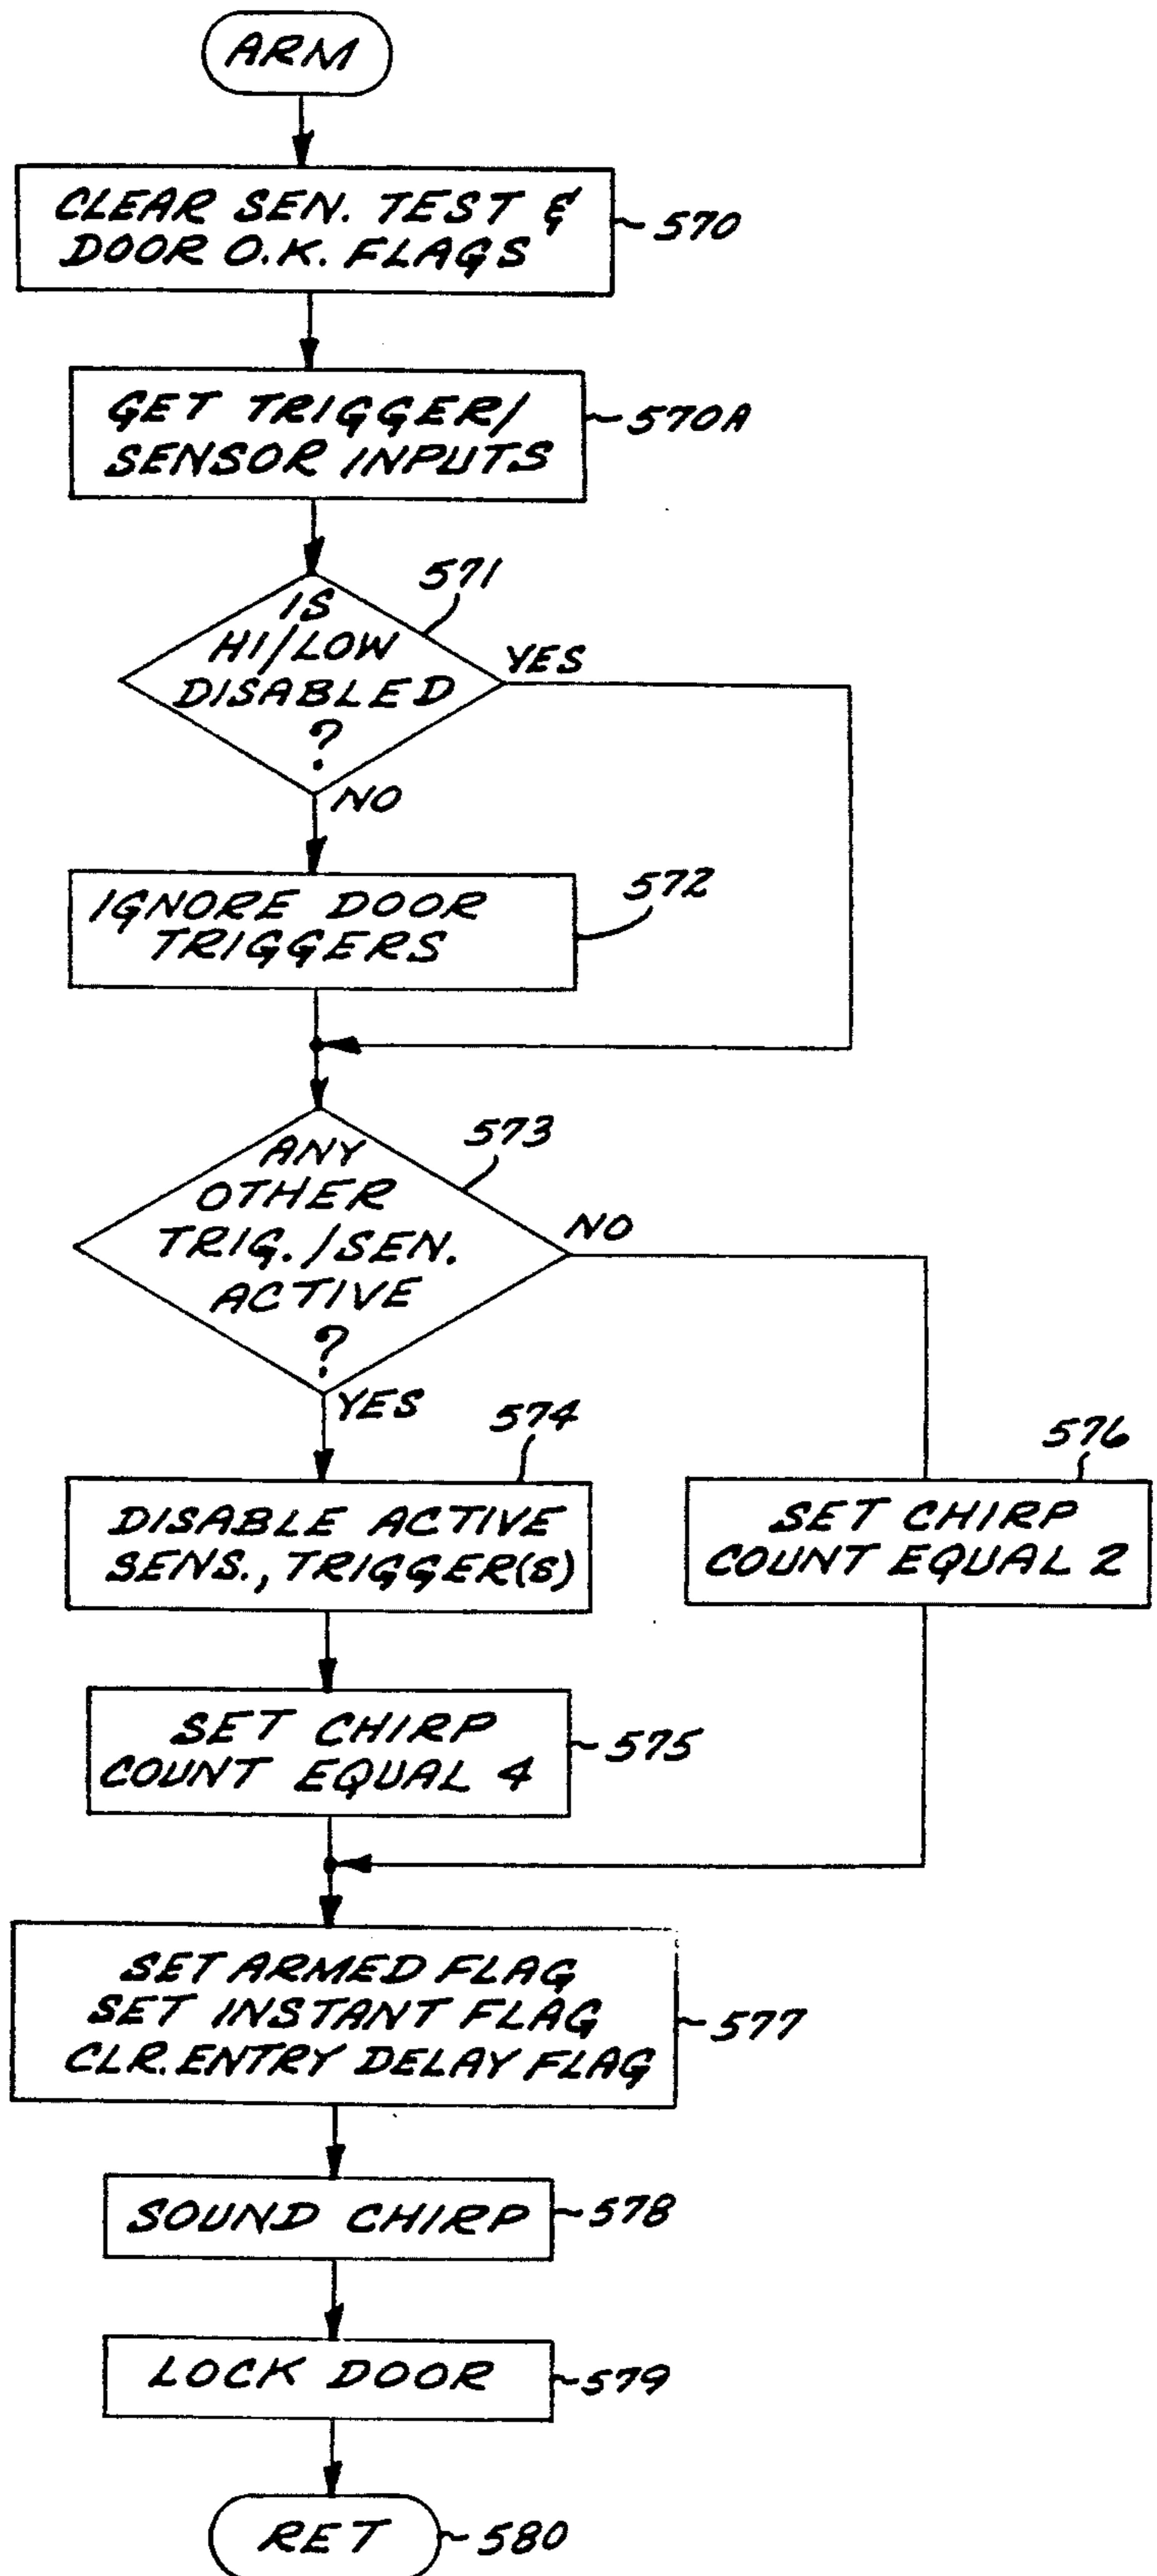 ARM
CLEAR SEN. TEST &
DOOR O.K. FLAGS
570
GET TRIGGER/
SENSOR INPUTS
570A
571
IS
HI/LOW
DISABLED
?
YES
NO
IGNORE DOOR
TRIGGERS
572
573
ANY
OTHER
TRIG./SEN.
ACTIVE
?
NO
YES
574
DISABLE ACTIVE
SENS., TRIGGER(S)
576
SET CHIRP
COUNT EQUAL 2
SET CHIRP
COUNT EQUAL 4
575
SET ARMED FLAG
SET INSTANT FLAG
CLR. ENTRY DELAY FLAG
577
SOUND CHIRP
578
LOCK DOOR
579
RET
580